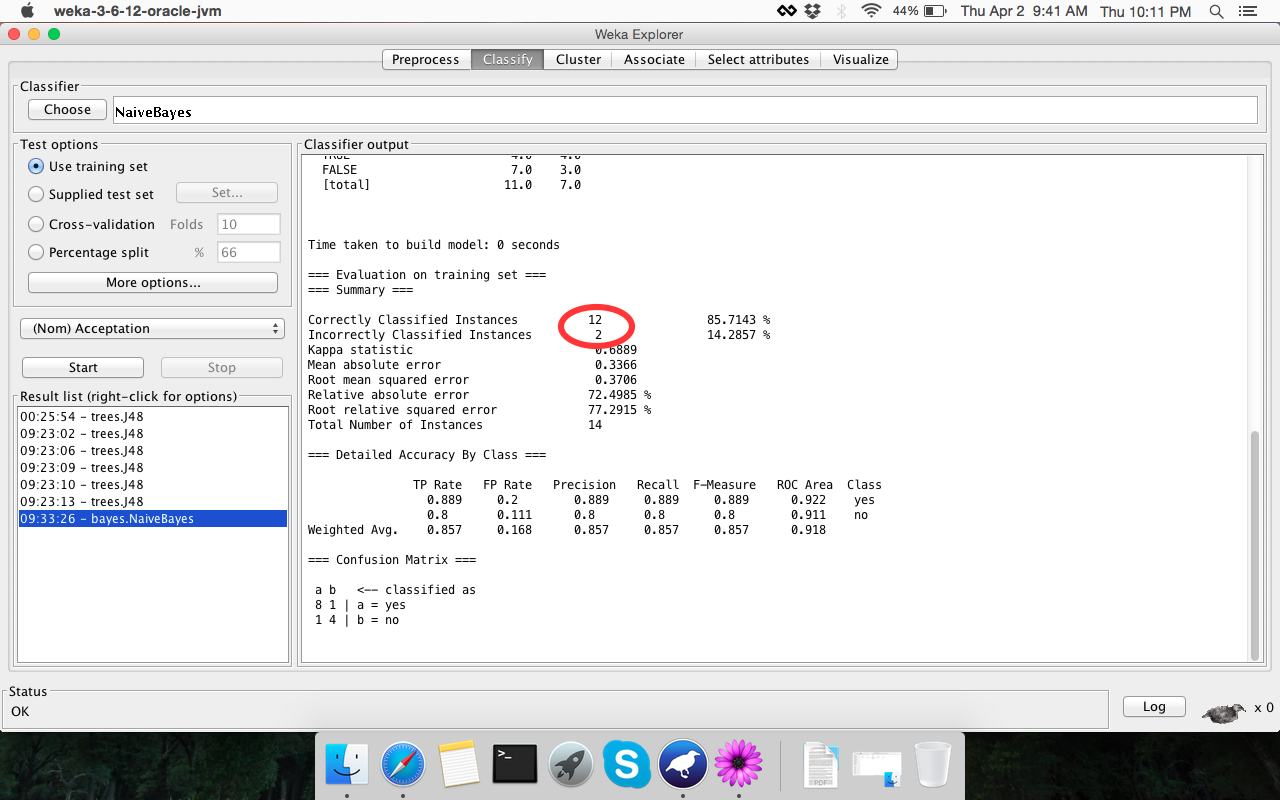 weka-3-6-12-oracle-jvm 44% Thu Apr 2 9:41 AM Thu 10:11 PM
Weka Explorer
Preprocess Classify Cluster Associate Select attributes Visualize
Classifier
Choose NaiveBayes
Test options
Use training set
Supplied test set Set...
Cross-validation Folds 10
Percentage split % 66
More options...
(Nom) Acceptation
Start Stop
Result list (right-click for options)
00:25:54 - trees.J48
09:23:02 - trees.J48
09:23:06 - trees.J48
09:23:09 - trees.J48
09:23:10 - trees.J48
09:23:13 - trees.J48
09:33:26 - bayes.NaiveBayes
Classifier output
TRUE 4.0 4.0
FALSE 7.0 3.0
[total] 11.0 7.0
Time taken to build model: 0 seconds
=== Evaluation on training set ===
=== Summary ===
Correctly Classified Instances 12 85.7143 %
Incorrectly Classified Instances 2 14.2857 %
Kappa statistic 0.6889
Mean absolute error 0.3366
Root mean squared error 0.3706
Relative absolute error 72.4985 %
Root relative squared error 77.2915 %
Total Number of Instances 14
=== Detailed Accuracy By Class ===
TP Rate FP Rate Precision Recall F-Measure ROC Area Class
0.889 0.2 0.889 0.889 0.889 0.922 yes
0.8 0.111 0.8 0.8 0.8 0.911 no
Weighted Avg. 0.857 0.168 0.857 0.857 0.857 0.918
=== Confusion Matrix ===
a b <-- classified as
8 1 | a = yes
1 4 | b = no
Status
OK
Log x 0
>_
S
PDF